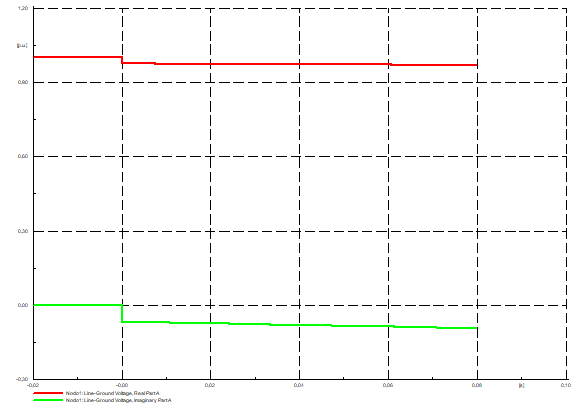 1,20
[p.u.]
0,90
0,60
0,30
0,00
-0,30
-0,02 -0,00 0,02 0,04 0,06 0,08 [s] 0,10
Nodo1: Line-Ground Voltage, Real Part A
Nodo1: Line-Ground Voltage, Imaginary Part A